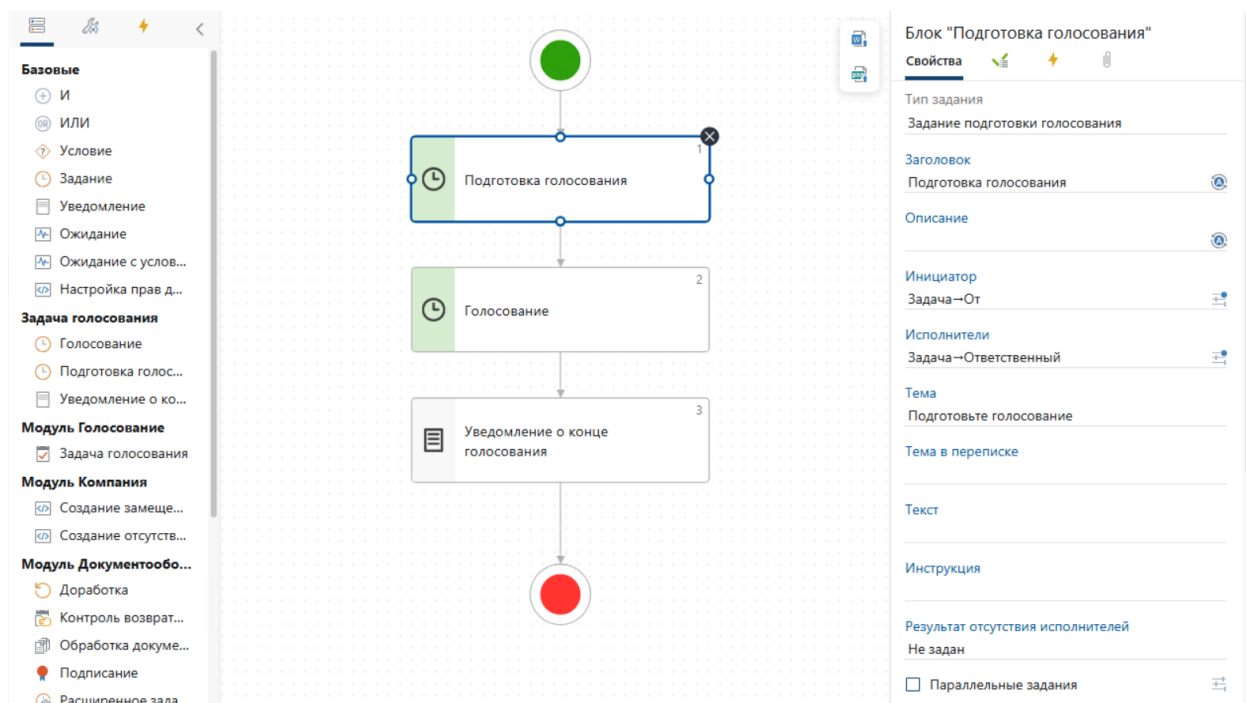 Базовые
И
ИЛИ
Условие
Задание
Уведомление
Ожидание
Ожидание с услов...
Настройка прав д...
Задача голосования
Голосование
Подготовка голос...
Уведомление о ко...
Модуль Голосование
Задача голосования
Модуль Компания
Создание замеще...
Создание отсутств...
Модуль Документообо...
Доработка
Контроль возврат...
Обработка докуме...
Подписание
Расширенное зада
1
Подготовка голосования
2
Голосование
3
Уведомление о конце
голосования
Блок "Подготовка голосования"
Свойства
Тип задания
Задание подготовки голосования
Заголовок
Подготовка голосования
Описание
Инициатор
Задача→От
Исполнители
Задача→Ответственный
Тема
Подготовьте голосование
Тема в переписке
Текст
Инструкция
Результат отсутствия исполнителей
Не задан
Параллельные задания